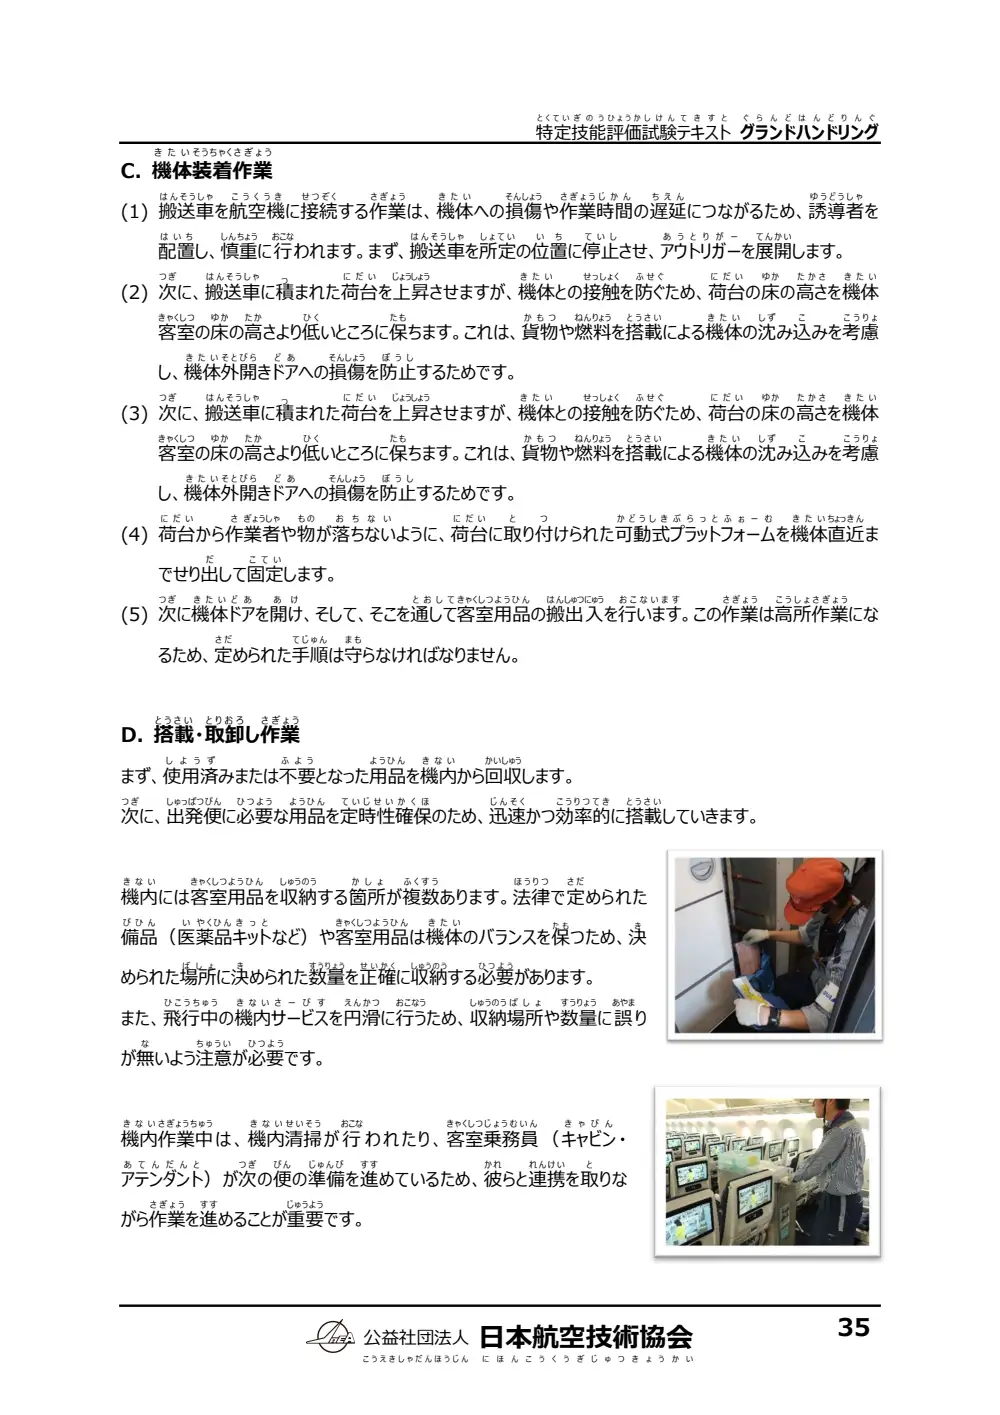 特定技能評価試験テキスト グランドハンドリング
C. 機体装着作業
(1) 搬送車を航空機に接続する作業は、機体への損傷や作業時間の遅延につながるため、誘導者を
配置し、慎重に行われます。まず、搬送車を所定の位置に停止させ、アウトリガーを展開します。
(2) 次に、搬送車に積まれた荷台を上昇させますが、機体との接触を防ぐため、荷台の床の高さを機体
客室の床の高さより低いところに保ちます。これは、貨物や燃料を搭載による機体の沈み込みを考慮
し、機体外開きドアへの損傷を防止するためです。
(3) 次に、搬送車に積まれた荷台を上昇させますが、機体との接触を防ぐため、荷台の床の高さを機体
客室の床の高さより低いところに保ちます。これは、貨物や燃料を搭載による機体の沈み込みを考慮
し、機体外開きドアへの損傷を防止するためです。
(4) 荷台から作業者や物が落ちないように、荷台に取り付けられた可動式プラットフォームを機体直近ま
でせり出して固定します。
(5) 次に機体ドアを開け、そして、そこを通して客室用品の搬出入を行います。この作業は高所作業にな
るため、定められた手順は守らなければなりません。
D. 搭載・取卸し作業
まず、使用済みまたは不要となった用品を機内から回収します。
次に、出発便に必要な用品を定時性確保のため、迅速かつ効率的に搭載していきます。
機内には客室用品を収納する箇所が複数あります。法律で定められた
備品（医薬品キットなど）や客室用品は機体のバランスを保つため、決
められた場所に決められた数量を正確に収納する必要があります。
また、飛行中の機内サービスを円滑に行うため、収納場所や数量に誤り
が無いよう注意が必要です。
機内作業中は、機内清掃が行われたり、客室乗務員（キャビン・
アテンダント）が次の便の準備を進めているため、彼らと連携を取りな
がら作業を進めることが重要です。
公益社団法人 日本航空技術協会
こうえきしゃだんほうじん にほんこうくうぎじゅつきょうかい
35